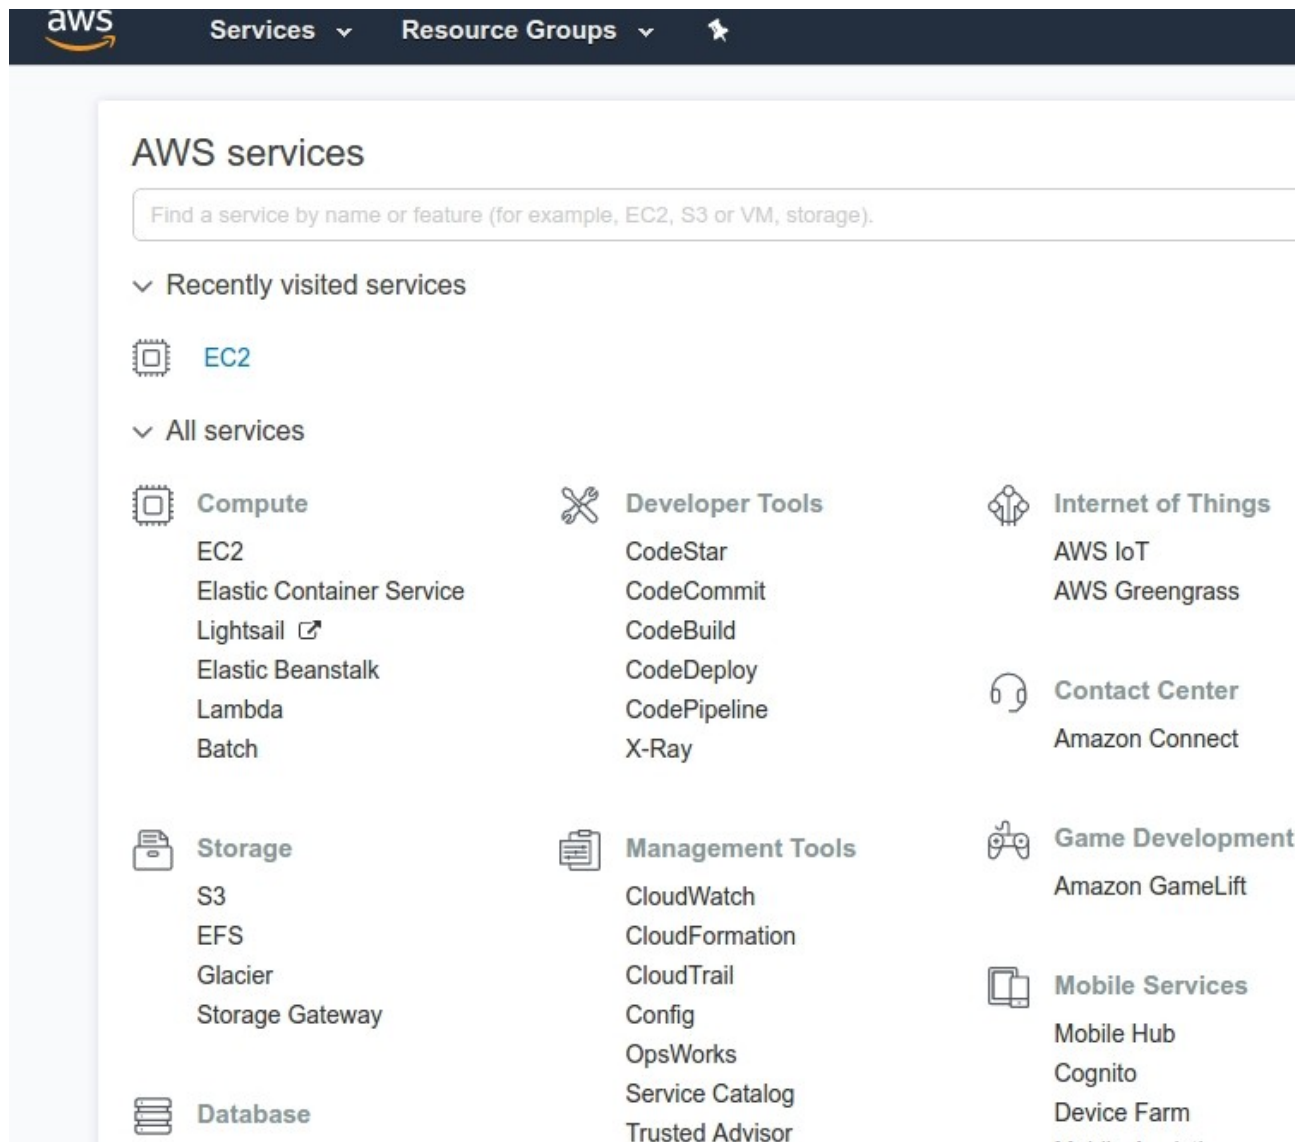 aws
Services
Resource Groups
AWS services
Find a service by name or feature (for example, EC2, S3 or VM, storage).
Recently visited services
EC2
All services
Compute
EC2
Elastic Container Service
Lightsail
Elastic Beanstalk
Lambda
Batch
Storage
S3
EFS
Glacier
Storage Gateway
Database
Developer Tools
CodeStar
CodeCommit
CodeBuild
CodeDeploy
CodePipeline
X-Ray
Management Tools
CloudWatch
CloudFormation
CloudTrail
Config
OpsWorks
Service Catalog
Trusted Advisor
Internet of Things
AWS IoT
AWS Greengrass
Contact Center
Amazon Connect
Game Development
Amazon GameLift
Mobile Services
Mobile Hub
Cognito
Device Farm